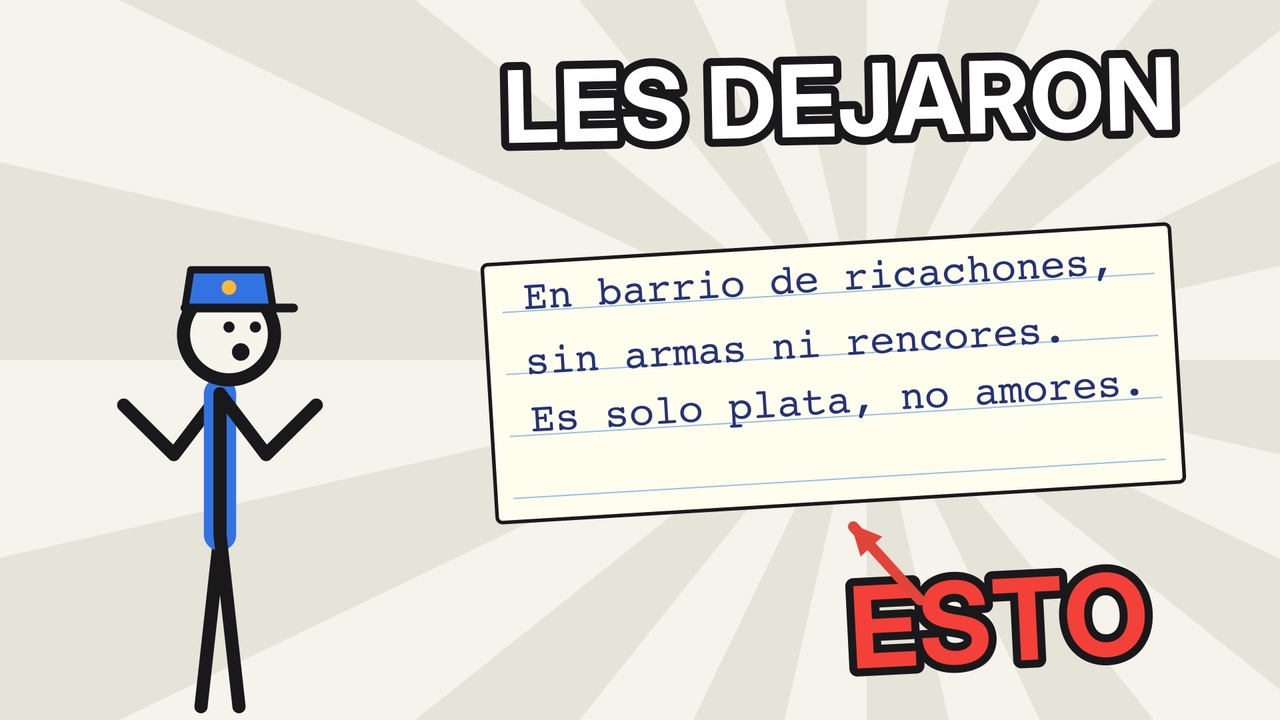 LES DEJARON
En barrio de ricachones,
sin armas ni rencores.
Es solo plata, no amores.
ESTO